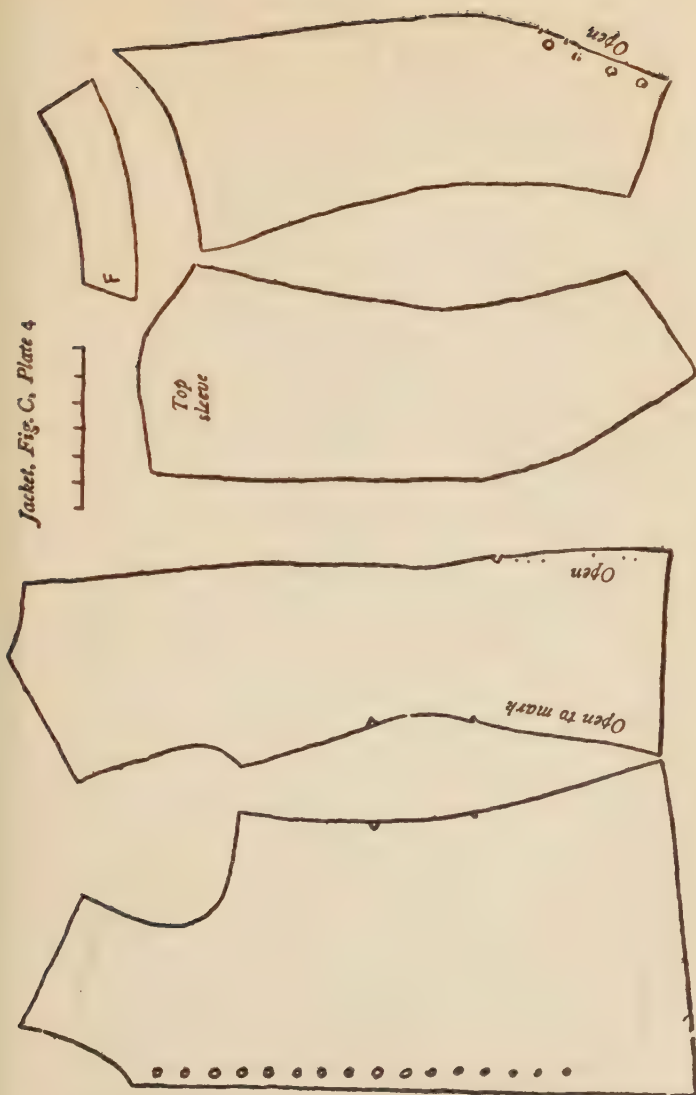 Jacket, Fig. C, Plate 4
F
Open
Top
sleeve
Open
Open to mark